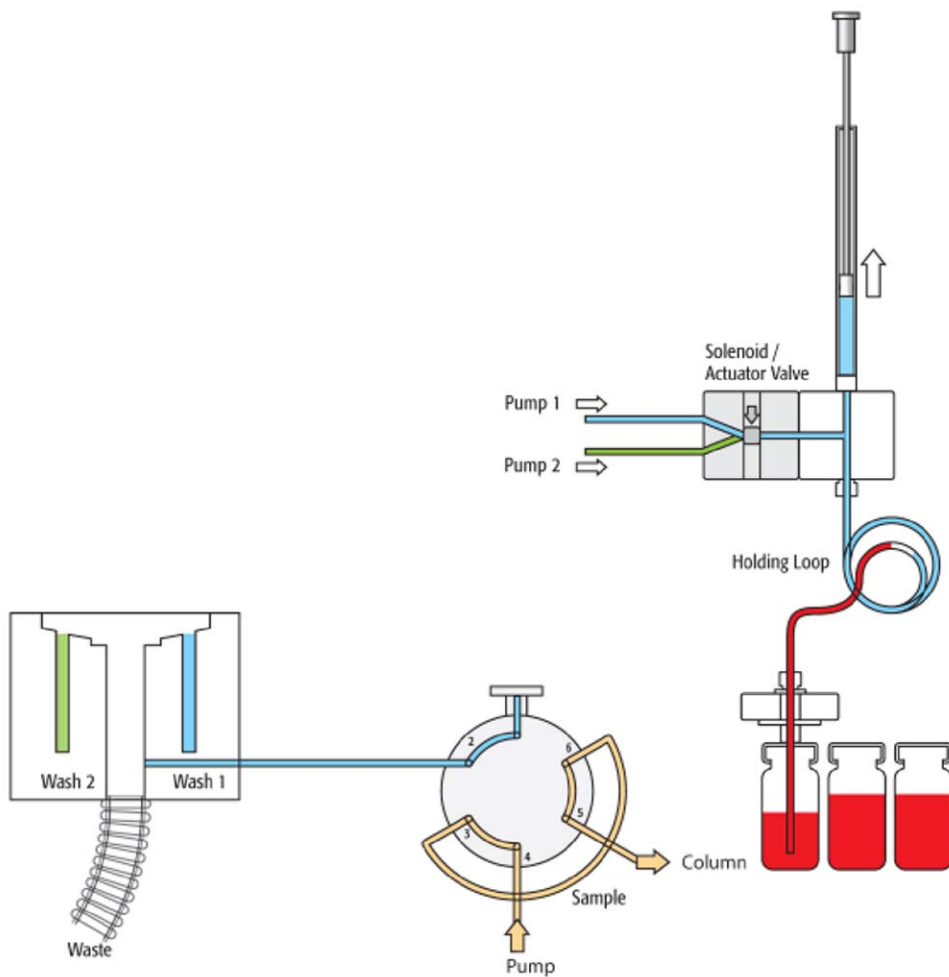 Solenoid /
Actuator Valve
Pump 1
Pump 2
Holding Loop
Wash 2
Wash 1
2
6
3
5
4
Column
Sample
Waste
Pump